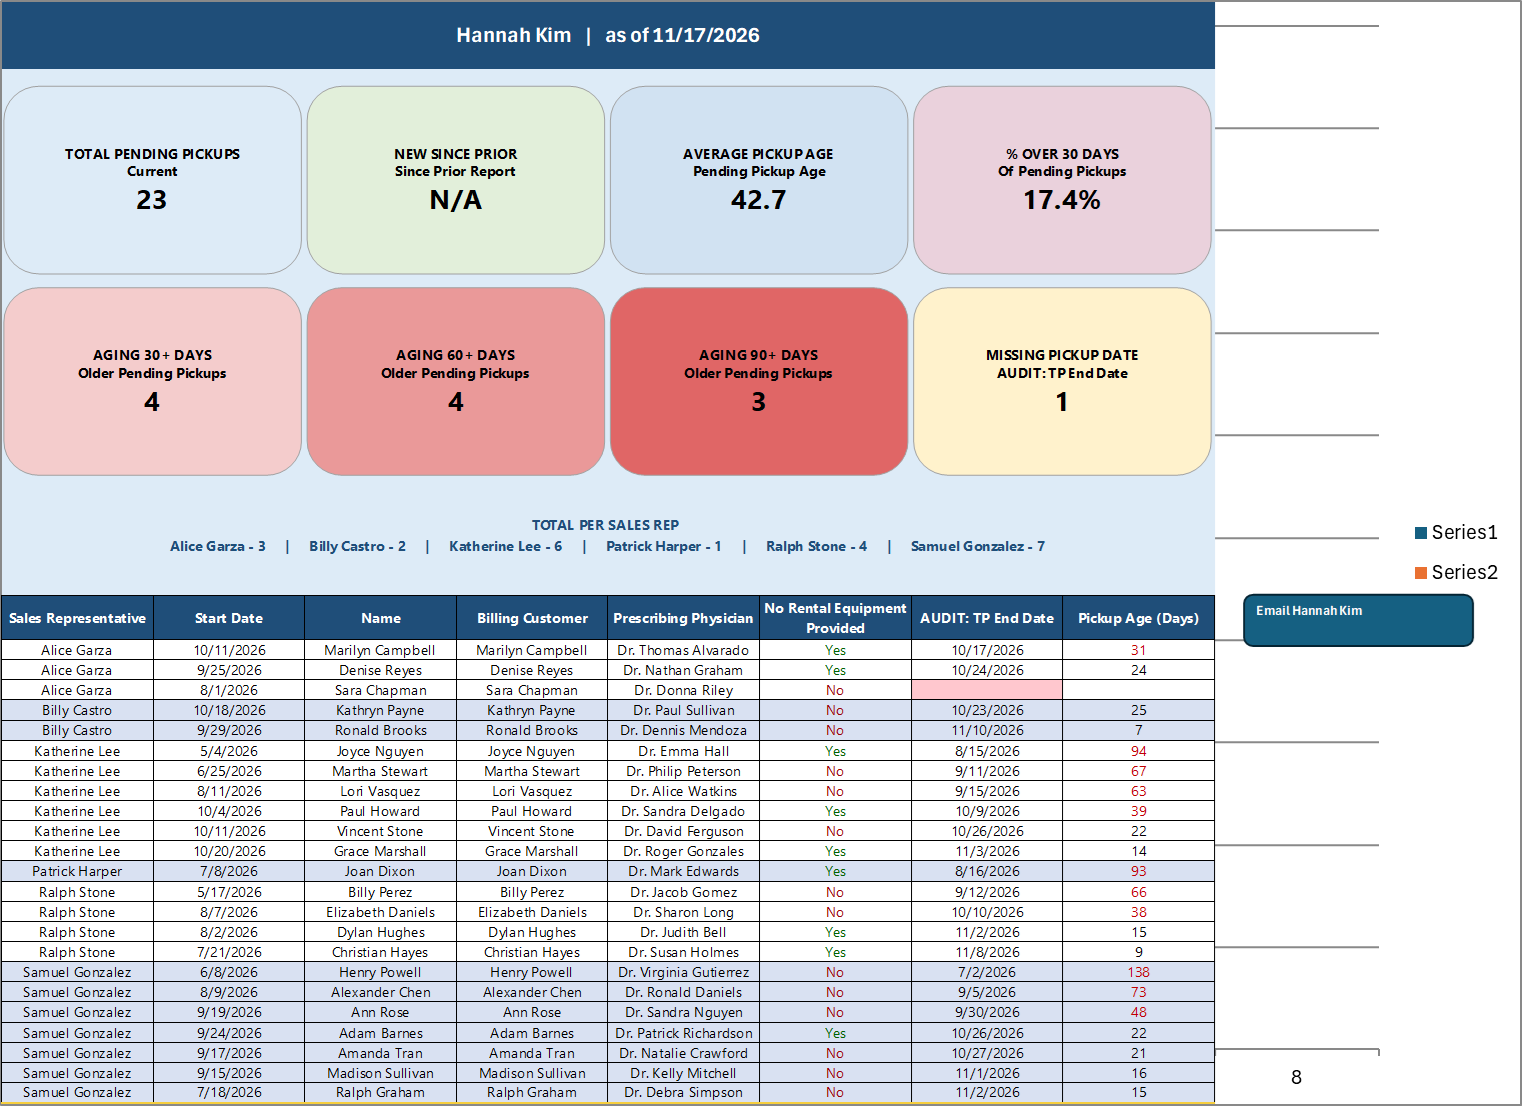 Hannah Kim | as of 11/17/2026
TOTAL PENDING PICKUPS
Current
23
NEW SINCE PRIOR
Since Prior Report
N/A
AVERAGE PICKUP AGE
Pending Pickup Age
42.7
% OVER 30 DAYS
Of Pending Pickups
17.4%
AGING 30+ DAYS
Older Pending Pickups
4
AGING 60+ DAYS
Older Pending Pickups
4
AGING 90+ DAYS
Older Pending Pickups
3
MISSING PICKUP DATE
AUDIT: TP End Date
1
TOTAL PER SALES REP
Alice Garza - 3 | Billy Castro - 2 | Katherine Lee - 6 | Patrick Harper - 1 | Ralph Stone - 4 | Samuel Gonzalez - 7
Series1
Series2
Email Hannah Kim
Sales Representative Start Date Name Billing Customer Prescribing Physician No Rental Equipment Provided AUDIT: TP End Date Pickup Age (Days)
Alice Garza 10/11/2026 Marilyn Campbell Marilyn Campbell Dr. Thomas Alvarado Yes 10/17/2026 31
Alice Garza 9/25/2026 Denise Reyes Denise Reyes Dr. Nathan Graham Yes 10/24/2026 24
Alice Garza 8/1/2026 Sara Chapman Sara Chapman Dr. Donna Riley No
Billy Castro 10/18/2026 Kathryn Payne Kathryn Payne Dr. Paul Sullivan No 10/23/2026 25
Billy Castro 9/29/2026 Ronald Brooks Ronald Brooks Dr. Dennis Mendoza No 11/10/2026 7
Katherine Lee 5/4/2026 Joyce Nguyen Joyce Nguyen Dr. Emma Hall Yes 8/15/2026 94
Katherine Lee 6/25/2026 Martha Stewart Martha Stewart Dr. Philip Peterson No 9/11/2026 67
Katherine Lee 8/11/2026 Lori Vasquez Lori Vasquez Dr. Alice Watkins No 9/15/2026 63
Katherine Lee 10/4/2026 Paul Howard Paul Howard Dr. Sandra Delgado Yes 10/9/2026 39
Katherine Lee 10/11/2026 Vincent Stone Vincent Stone Dr. David Ferguson No 10/26/2026 22
Katherine Lee 10/20/2026 Grace Marshall Grace Marshall Dr. Roger Gonzales Yes 11/3/2026 14
Patrick Harper 7/8/2026 Joan Dixon Joan Dixon Dr. Mark Edwards Yes 8/16/2026 93
Ralph Stone 5/17/2026 Billy Perez Billy Perez Dr. Jacob Gomez No 9/12/2026 66
Ralph Stone 8/7/2026 Elizabeth Daniels Elizabeth Daniels Dr. Sharon Long No 10/10/2026 38
Ralph Stone 8/2/2026 Dylan Hughes Dylan Hughes Dr. Judith Bell Yes 11/2/2026 15
Ralph Stone 7/21/2026 Christian Hayes Christian Hayes Dr. Susan Holmes Yes 11/8/2026 9
Samuel Gonzalez 6/8/2026 Henry Powell Henry Powell Dr. Virginia Gutierrez No 7/2/2026 138
Samuel Gonzalez 8/9/2026 Alexander Chen Alexander Chen Dr. Ronald Daniels No 9/5/2026 73
Samuel Gonzalez 9/19/2026 Ann Rose Ann Rose Dr. Sandra Nguyen No 9/30/2026 48
Samuel Gonzalez 9/24/2026 Adam Barnes Adam Barnes Dr. Patrick Richardson Yes 10/26/2026 22
Samuel Gonzalez 9/17/2026 Amanda Tran Amanda Tran Dr. Natalie Crawford No 10/27/2026 21
Samuel Gonzalez 9/15/2026 Madison Sullivan Madison Sullivan Dr. Kelly Mitchell No 11/1/2026 16
Samuel Gonzalez 7/18/2026 Ralph Graham Ralph Graham Dr. Debra Simpson No 11/2/2026 15
8